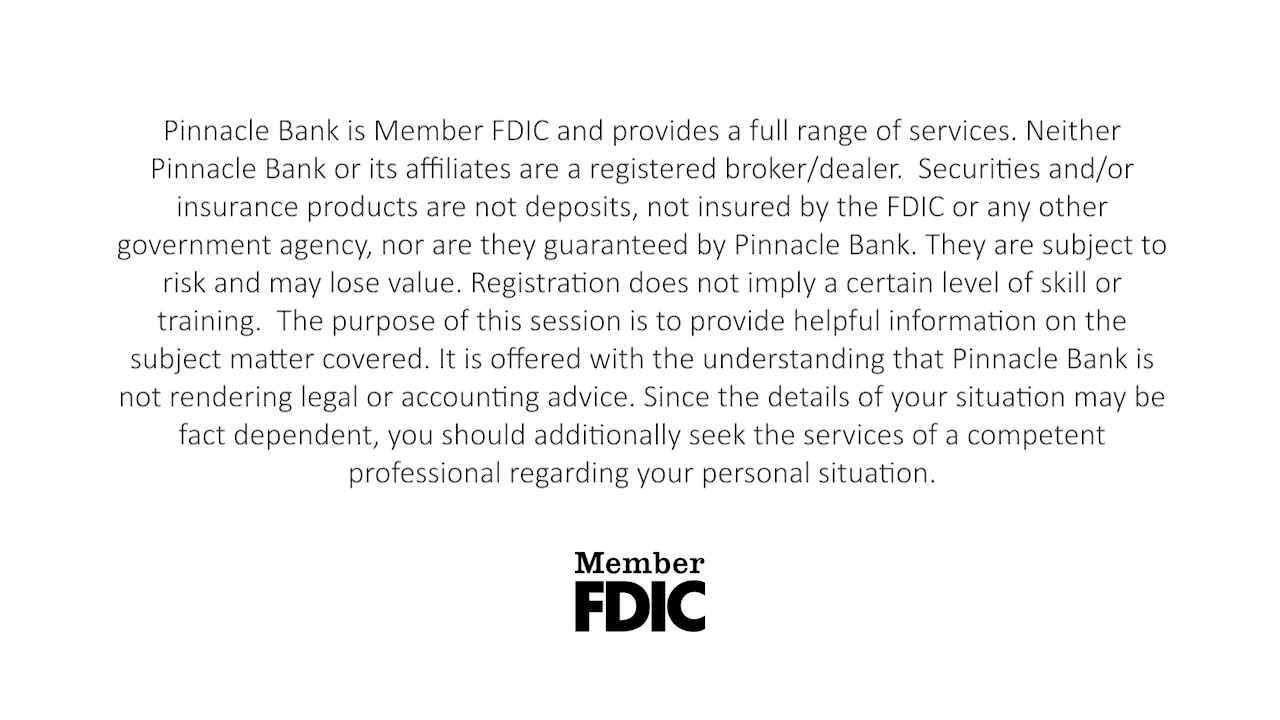 Pinnacle Bank is Member FDIC and provides a full range of services. Neither
Pinnacle Bank or its affiliates are a registered broker/dealer.  Securities and/or
insurance products are not deposits, not insured by the FDIC or any other
government agency, nor are they guaranteed by Pinnacle Bank. They are subject to
risk and may lose value. Registration does not imply a certain level of skill or
training.  The purpose of this session is to provide helpful information on the
subject matter covered. It is offered with the understanding that Pinnacle Bank is
not rendering legal or accounting advice. Since the details of your situation may be
fact dependent, you should additionally seek the services of a competent
professional regarding your personal situation.
Member
FDIC